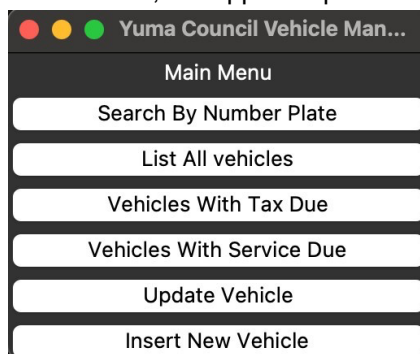 Yuma Council Vehicle Man...
Main Menu
Search By Number Plate
List All vehicles
Vehicles With Tax Due
Vehicles With Service Due
Update Vehicle
Insert New Vehicle